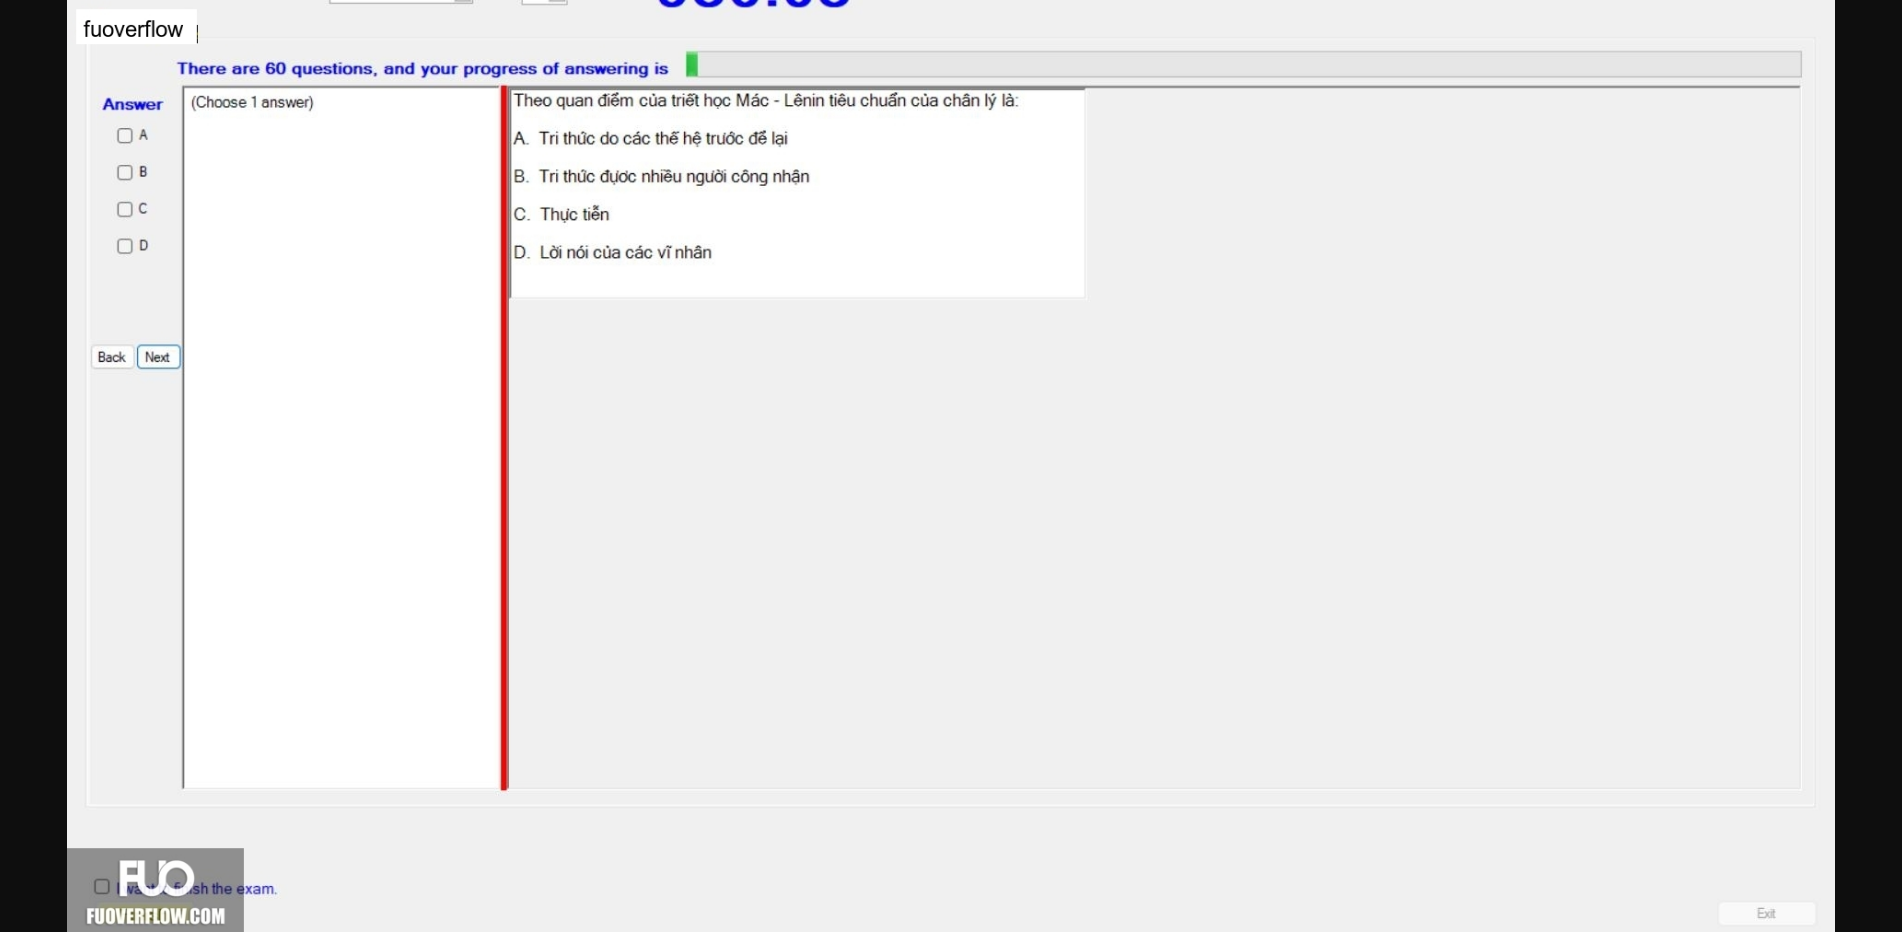 fuoverflow
There are 60 questions, and your progress of answering is
Answer
(Choose 1 answer)
A
B
C
D
Back
Next
Theo quan điểm của triết học Mác - Lênin tiêu chuẩn của chân lý là:
A. Tri thức do các thế hệ trước để lại
B. Tri thức đựơc nhiều người công nhận
C. Thực tiễn
D. Lời nói của các vĩ nhân
FUO
sh the exam.
FUOVERFLOW.COM
Exit